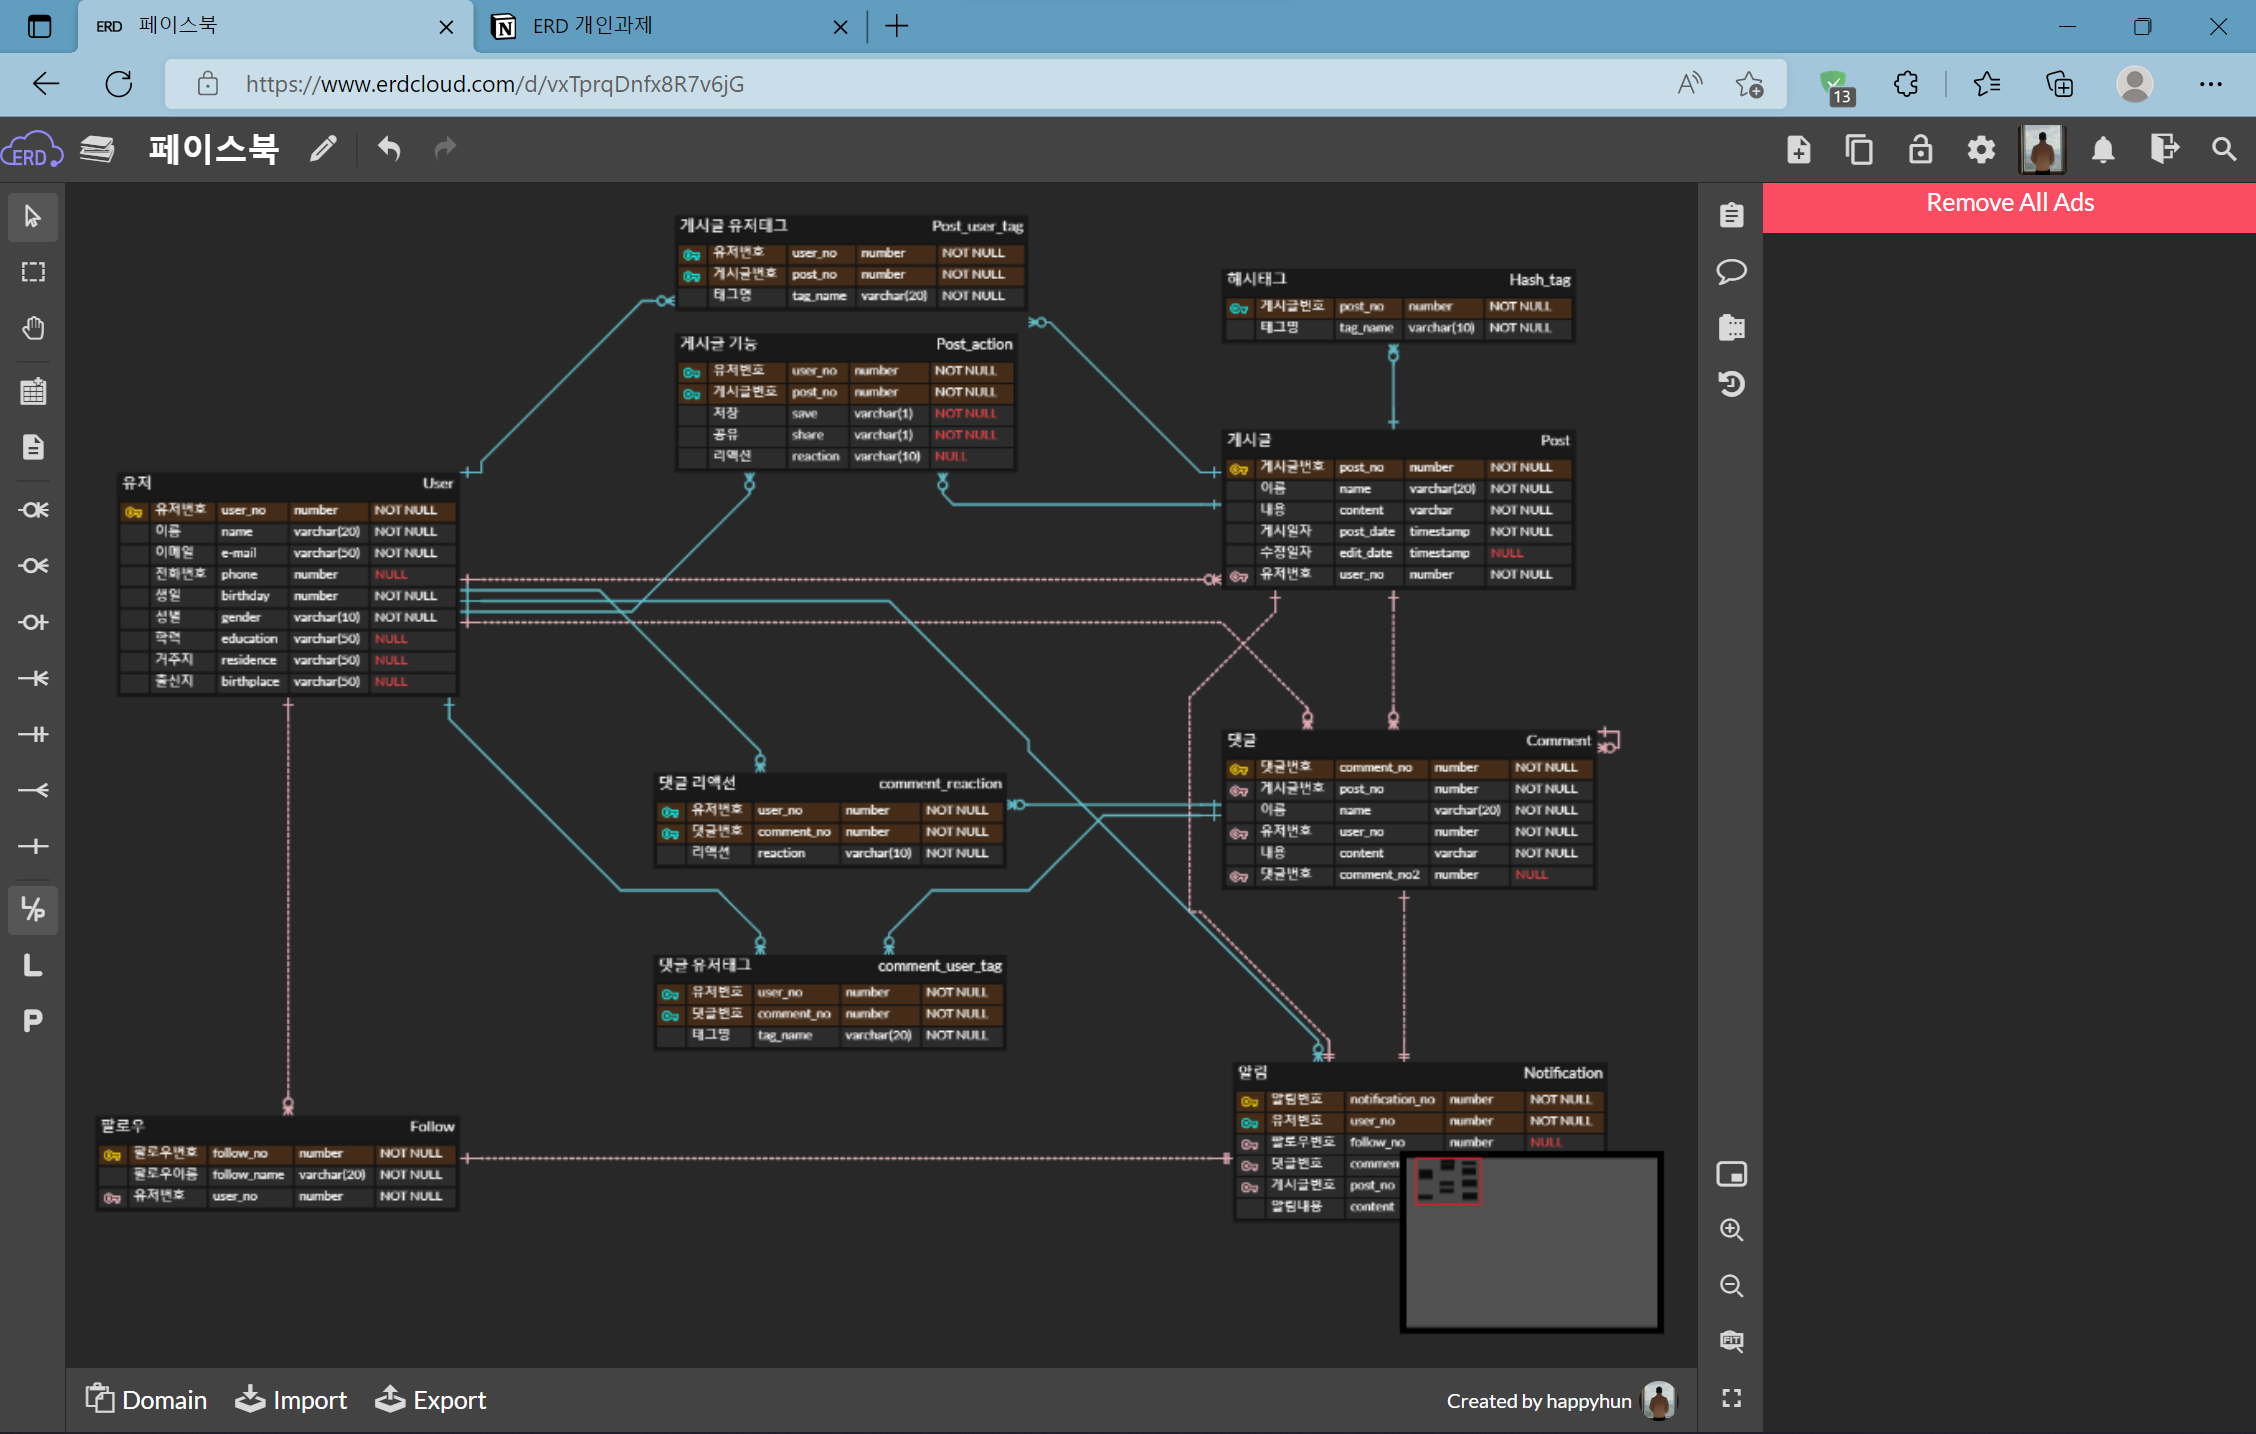 ERD 페이스북
ERD 개인과제
https://www.erdcloud.com/d/vxTprqDnfx8R7v6jG
13
ERD 페이스북
Remove All Ads
게시글 유저태그 Post_user_tag
유저번호 user_no number NOT NULL
게시글번호 post_no number NOT NULL
태그명 tag_name varchar(20) NOT NULL
해시태그 Hash_tag
게시글번호 post_no number NOT NULL
태그명 tag_name varchar(10) NOT NULL
게시글 기능 Post_action
유저번호 user_no number NOT NULL
게시글번호 post_no number NOT NULL
저장 save varchar(1) NOT NULL
공유 share varchar(1) NOT NULL
리액션 reaction varchar(10) NULL
게시글 Post
게시글번호 post_no number NOT NULL
이름 name varchar(20) NOT NULL
내용 content varchar NOT NULL
게시일자 post_date timestamp NOT NULL
수정일자 edit_date timestamp NULL
유저번호 user_no number NOT NULL
유저 User
유저번호 user_no number NOT NULL
이름 name varchar(20) NOT NULL
이메일 e-mail varchar(50) NOT NULL
전화번호 phone number NULL
생일 birthday number NOT NULL
성별 gender varchar(10) NOT NULL
학력 education varchar(50) NULL
거주지 residence varchar(50) NULL
출신지 birthplace varchar(50) NULL
댓글 Comment
댓글번호 comment_no number NOT NULL
게시글번호 post_no number NOT NULL
이름 name varchar(20) NOT NULL
유저번호 user_no number NOT NULL
내용 content varchar NOT NULL
댓글번호 comment_no2 number NULL
댓글 리액션 comment_reaction
유저번호 user_no number NOT NULL
댓글번호 comment_no number NOT NULL
리액션 reaction varchar(10) NOT NULL
댓글 유저태그 comment_user_tag
유저번호 user_no number NOT NULL
댓글번호 comment_no number NOT NULL
태그명 tag_name varchar(20) NOT NULL
알림 Notification
알림번호 notification_no number NOT NULL
유저번호 user_no number NOT NULL
팔로우번호 follow_no number NULL
댓글번호 commen
게시글번호 post_no
알림내용 content
팔로우 Follow
팔로우번호 follow_no number NOT NULL
팔로우이름 follow_name varchar(20) NOT NULL
유저번호 user_no number NOT NULL
L/P
L
P
FIT
Domain Import Export
Created by happyhun